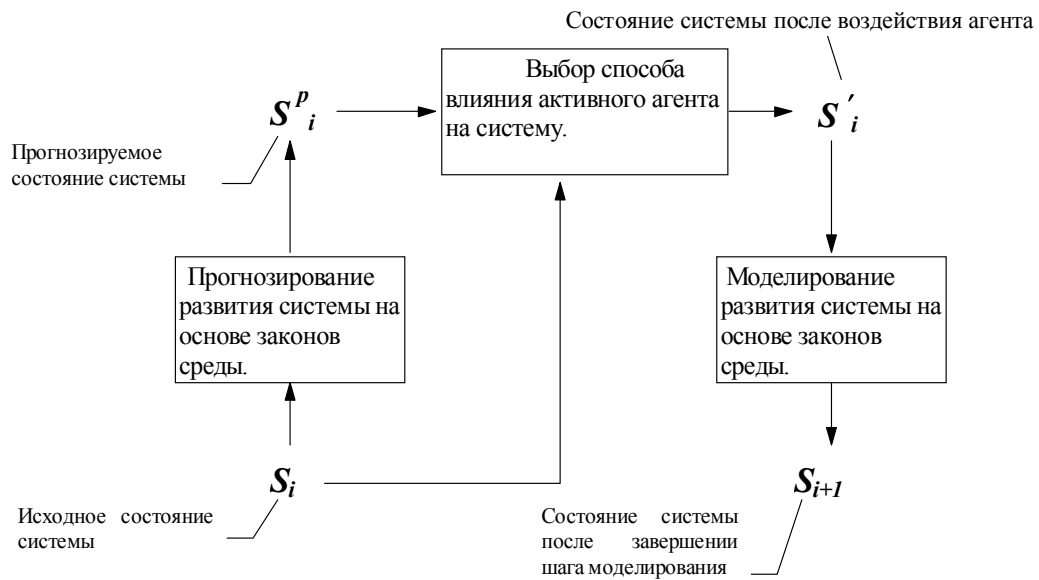 Состояние системы после воздействия агента
Выбор способа
влияния активного агента
на систему.
S^p_i
S′_i
Прогнозируемое
состояние системы
Прогнозирование
развития системы на
основе законов
среды.
Моделирование
развития системы на
основе законов
среды.
S_i
S_{i+1}
Исходное состояние
системы
Состояние системы
после завершении
шага моделирования